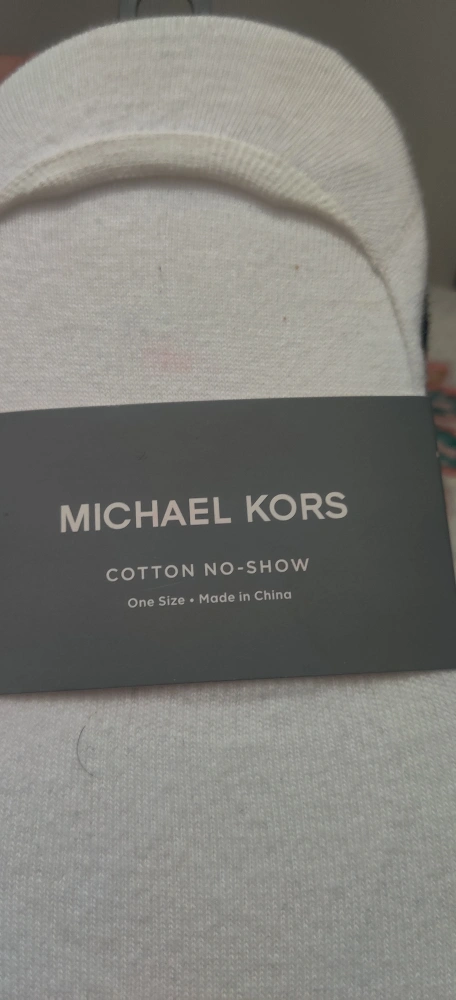 MICHAEL KORS
COTTON NO-SHOW
One Size • Made in China